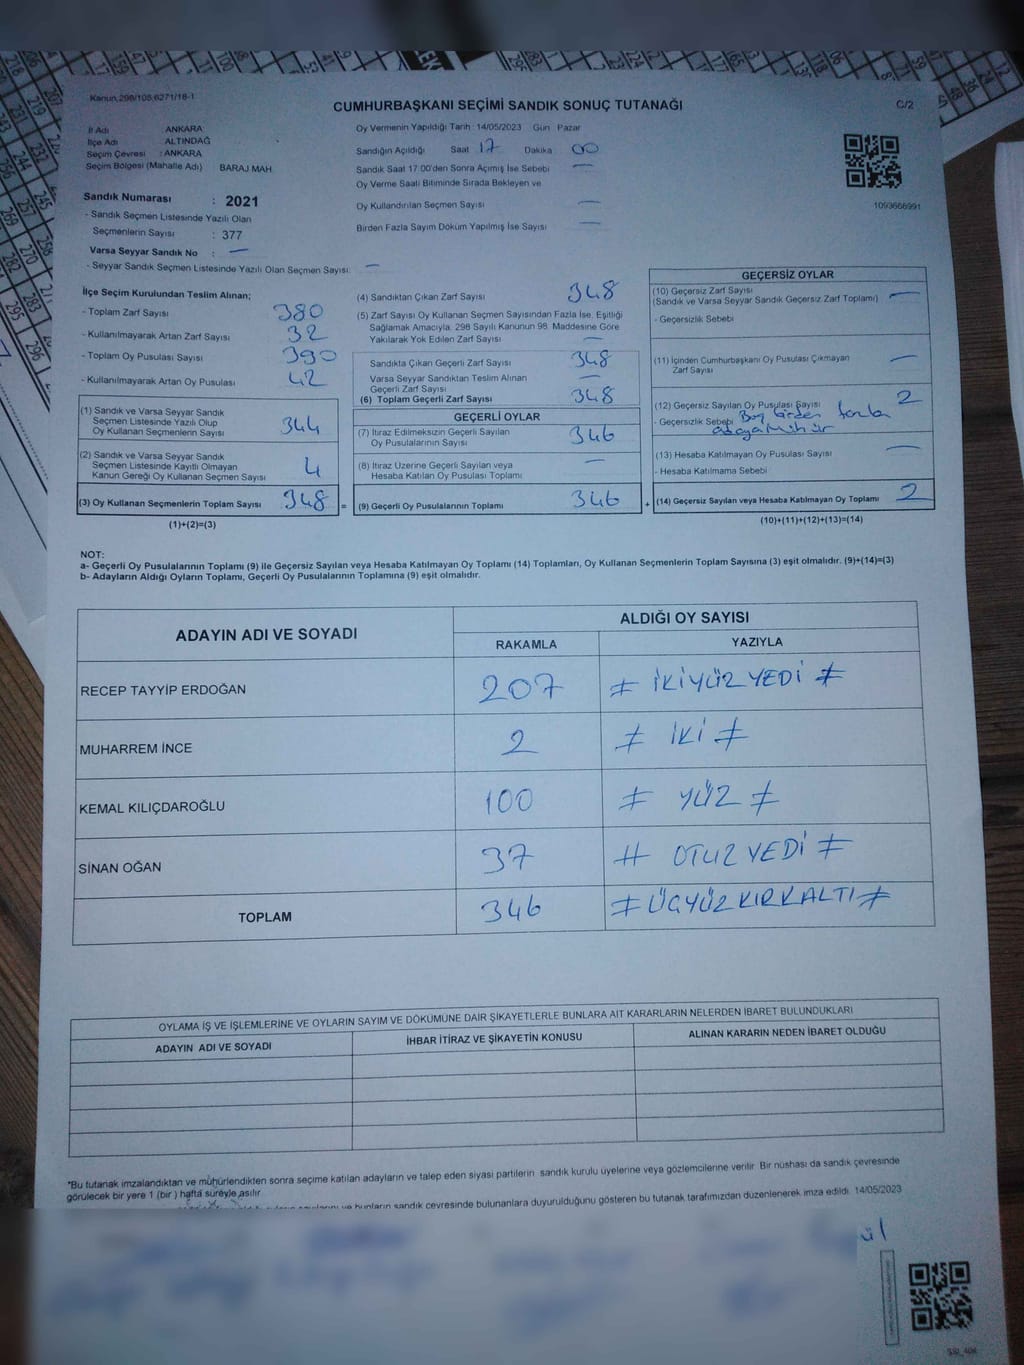 Kanun,298/105,6271/18-1
CUMHURBAŞKANI SEÇİMİ SANDIK SONUÇ TUTANAĞI
C/2
İl Adı : ANKARA
İlçe Adı : ALTINDAĞ
Seçim Çevresi : ANKARA
Seçim Bölgesi (Mahalle Adı) BARAJ MAH.
Sandık Numarası : 2021
- Sandık Seçmen Listesinde Yazılı Olan
Seçmenlerin Sayısı : 377
Varsa Seyyar Sandık No : —
- Seyyar Sandık Seçmen Listesinde Yazılı Olan Seçmen Sayısı: —
Oy Vermenin Yapıldığı Tarih : 14/05/2023 Gün Pazar
Sandığın Açıldığı Saat 17 Dakika 00
Sandık Saat 17:00'den Sonra Açımış İse Sebebi —
Oy Verme Saati Bitiminde Sırada Bekleyen ve
Oy Kullandırılan Seçmen Sayısı —
Birden Fazla Sayım Döküm Yapılmış İse Sayısı —
1093666991
İlçe Seçim Kurulundan Teslim Alınan;
- Toplam Zarf Sayısı 380
- Kullanılmayarak Artan Zarf Sayısı 32
- Toplam Oy Pusulası Sayısı 390
- Kullanılmayarak Artan Oy Pusulası 42
(1) Sandık ve Varsa Seyyar Sandık
Seçmen Listesinde Yazılı Olup
Oy Kullanan Seçmenlerin Sayısı 344
(2) Sandık ve Varsa Seyyar Sandık
Seçmen Listesinde Kayıtlı Olmayan
Kanun Gereği Oy Kullanan Seçmen Sayısı 4
(3) Oy Kullanan Seçmenlerin Toplam Sayısı 348 =
(1)+(2)=(3)
(4) Sandıktan Çıkan Zarf Sayısı 348
(5) Zarf Sayısı Oy Kullanan Seçmen Sayısından Fazla İse, Eşitliği
Sağlamak Amacıyla, 298 Sayılı Kanunun 98. Maddesine Göre
Yakılarak Yok Edilen Zarf Sayısı —
Sandıkta Çıkan Geçerli Zarf Sayısı 348
Varsa Seyyar Sandıktan Teslim Alınan
Geçerli Zarf Sayısı —
(6) Toplam Geçerli Zarf Sayısı 348
GEÇERLİ OYLAR
(7) İtiraz Edilmeksizin Geçerli Sayılan
Oy Pusulalarının Sayısı 346
(8) İtiraz Üzerine Geçerli Sayılan veya
Hesaba Katılan Oy Pusulası Toplamı —
(9) Geçerli Oy Pusulalarının Toplamı 346 +
GEÇERSİZ OYLAR
(10) Geçersiz Zarf Sayısı —
(Sandık ve Varsa Seyyar Sandık Geçersiz Zarf Toplamı)
- Geçersizlik Sebebi
(11) İçinden Cumhurbaşkanı Oy Pusulası Çıkmayan
Zarf Sayısı —
(12) Geçersiz Sayılan Oy Pusulası Sayısı 2
- Geçersizlik Sebebi birden fazla
adaya Mühür
(13) Hesaba Katılmayan Oy Pusulası Sayısı —
- Hesaba Katılmama Sebebi
(14) Geçersiz Sayılan veya Hesaba Katılmayan Oy Toplamı 2
(10)+(11)+(12)+(13)=(14)
NOT:
a- Geçerli Oy Pusulalarının Toplamı (9) ile Geçersiz Sayılan veya Hesaba Katılmayan Oy Toplamı (14) Toplamları, Oy Kullanan Seçmenlerin Toplam Sayısına (3) eşit olmalıdır. (9)+(14)=(3)
b- Adayların Aldığı Oyların Toplamı, Geçerli Oy Pusulalarının Toplamına (9) eşit olmalıdır.
ADAYIN ADI VE SOYADI
ALDIĞI OY SAYISI
RAKAMLA YAZIYLA
RECEP TAYYİP ERDOĞAN 207 # İKİYÜZYEDİ #
MUHARREM İNCE 2 # İKİ #
KEMAL KILIÇDAROĞLU 100 # YÜZ #
SİNAN OĞAN 37 # OTUZYEDİ #
TOPLAM 346 # ÜÇYÜZKIRKALTI #
OYLAMA İŞ VE İŞLEMLERİNE VE OYLARIN SAYIM VE DÖKÜMÜNE DAİR ŞİKAYETLERLE BUNLARA AİT KARARLARIN NELERDEN İBARET BULUNDUKLARI
ADAYIN ADI VE SOYADI İHBAR İTİRAZ VE ŞİKAYETİN KONUSU ALINAN KARARIN NEDEN İBARET OLDUĞU
*Bu tutanak imzalandıktan ve mühürlendikten sonra seçime katılan adayların ve talep eden siyasi partilerin sandık kurulu üyelerine veya gözlemcilerine verilir. Bir nüshası da sandık çevresinde
görülecek bir yere 1 (bir ) hafta süreyle asılır.
ve bunların sandık çevresinde bulunanlara duyurulduğunu gösteren bu tutanak tarafımızdan düzenlenerek imza edildi. 14/05/2023